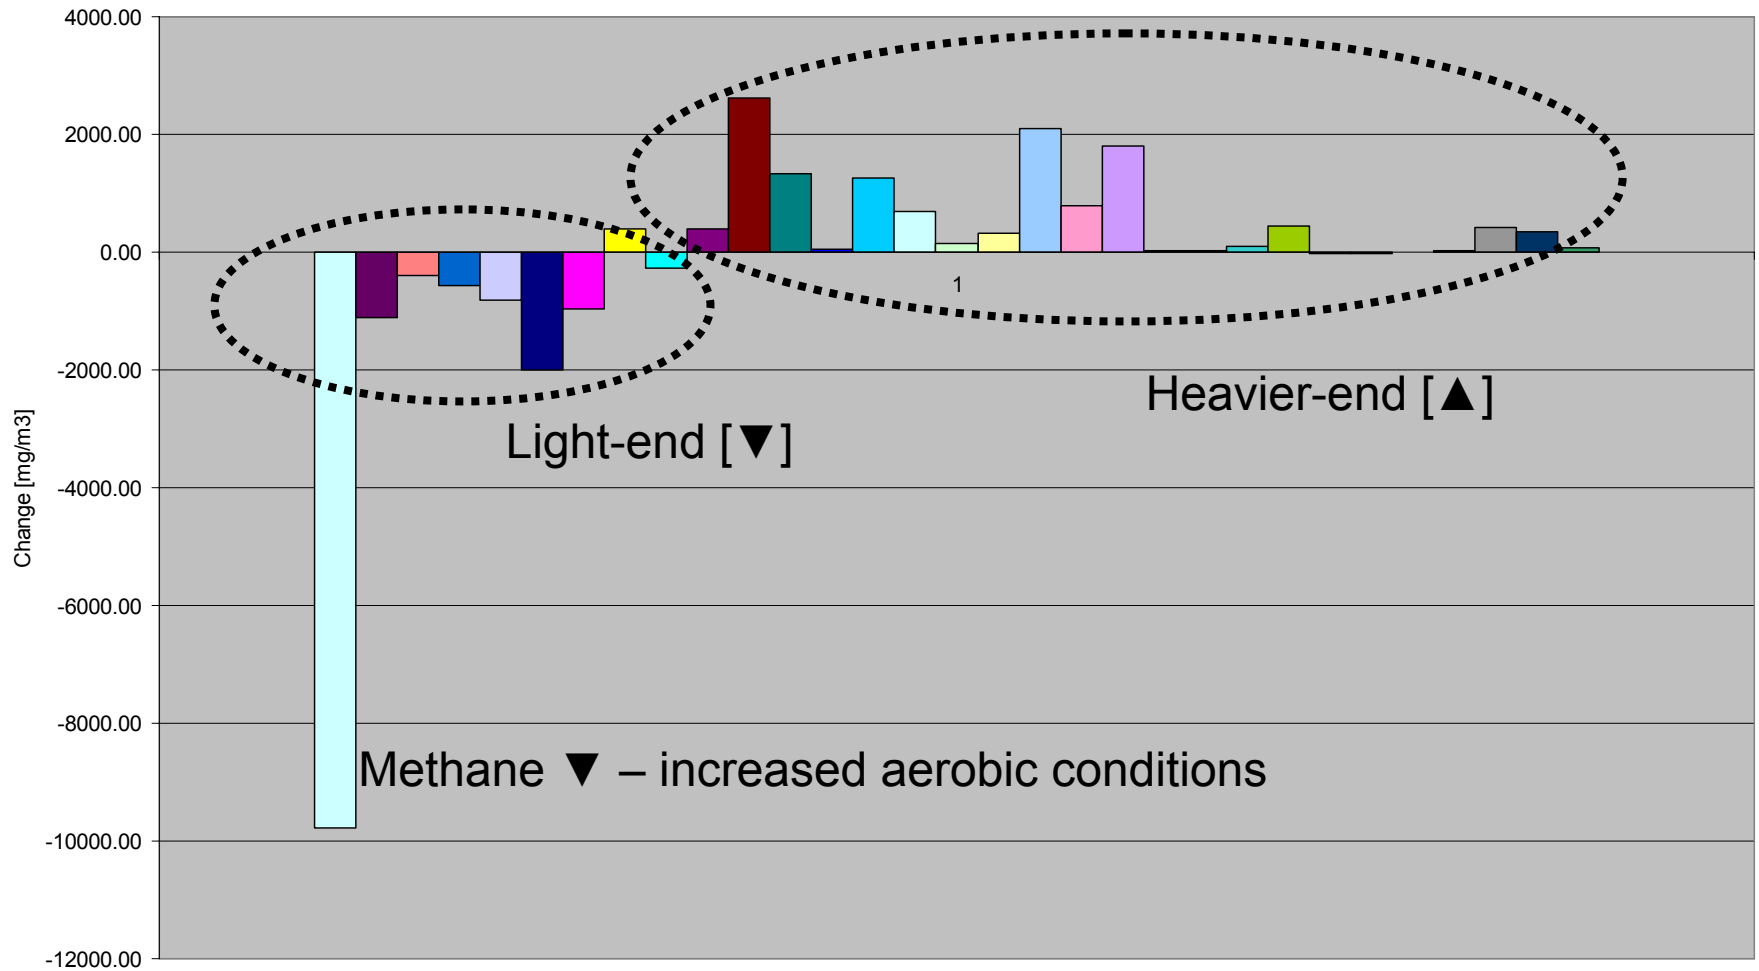 4000.00
2000.00
0.00
-2000.00
-4000.00
-6000.00
-8000.00
-10000.00
-12000.00
Change [mg/m3]
1
Heavier-end [▲]
Light-end [▼]
Methane ▼ – increased aerobic conditions